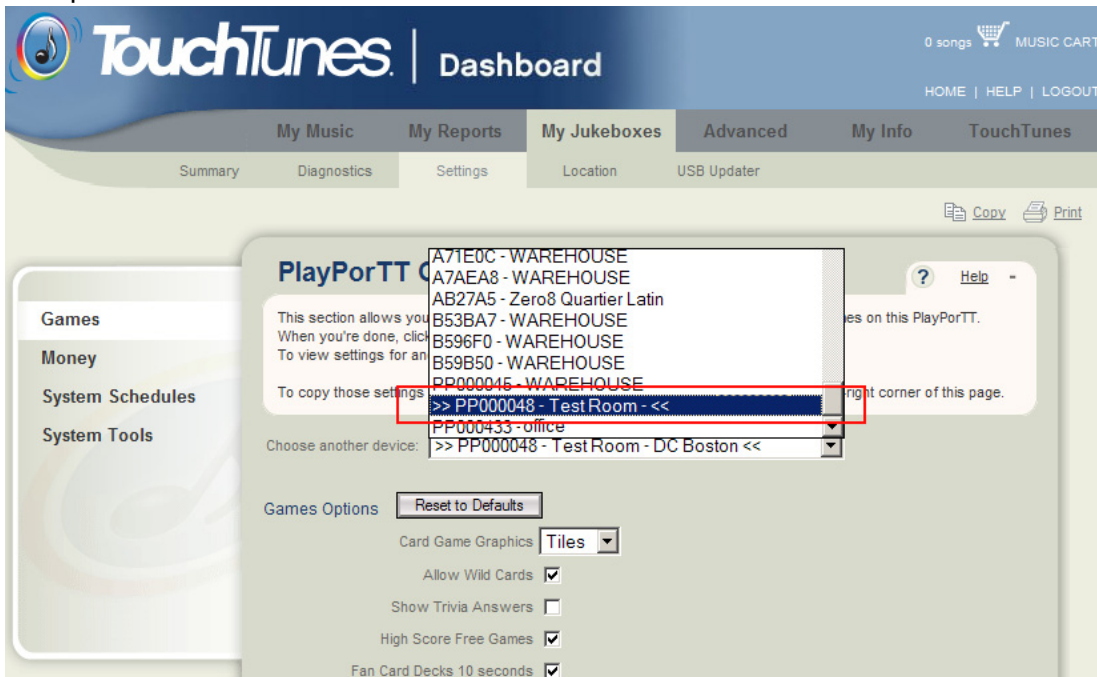 TouchTunes. | Dashboard
0 songs MUSIC CART
HOME | HELP | LOGOUT
My Music My Reports My Jukeboxes Advanced My Info TouchTunes
Summary Diagnostics Settings Location USB Updater
Copy Print
PlayPorTT
? Help -
A71E0C - WAREHOUSE
A7AEA8 - WAREHOUSE
AB27A5 - Zero8 Quartier Latin
B53BA7 - WAREHOUSE
B596F0 - WAREHOUSE
B59B50 - WAREHOUSE
PP000045 - WAREHOUSE
>> PP000048 - Test Room - <<
PP000433 - office
This section allows you
es on this PlayPorTT.
When you're done, click
To view settings for an
To copy those settings
right corner of this page.
Choose another device: >> PP000048 - Test Room - DC Boston <<
Games
Money
System Schedules
System Tools
Games Options Reset to Defaults
Card Game Graphics Tiles
Allow Wild Cards
Show Trivia Answers
High Score Free Games
Fan Card Decks 10 seconds